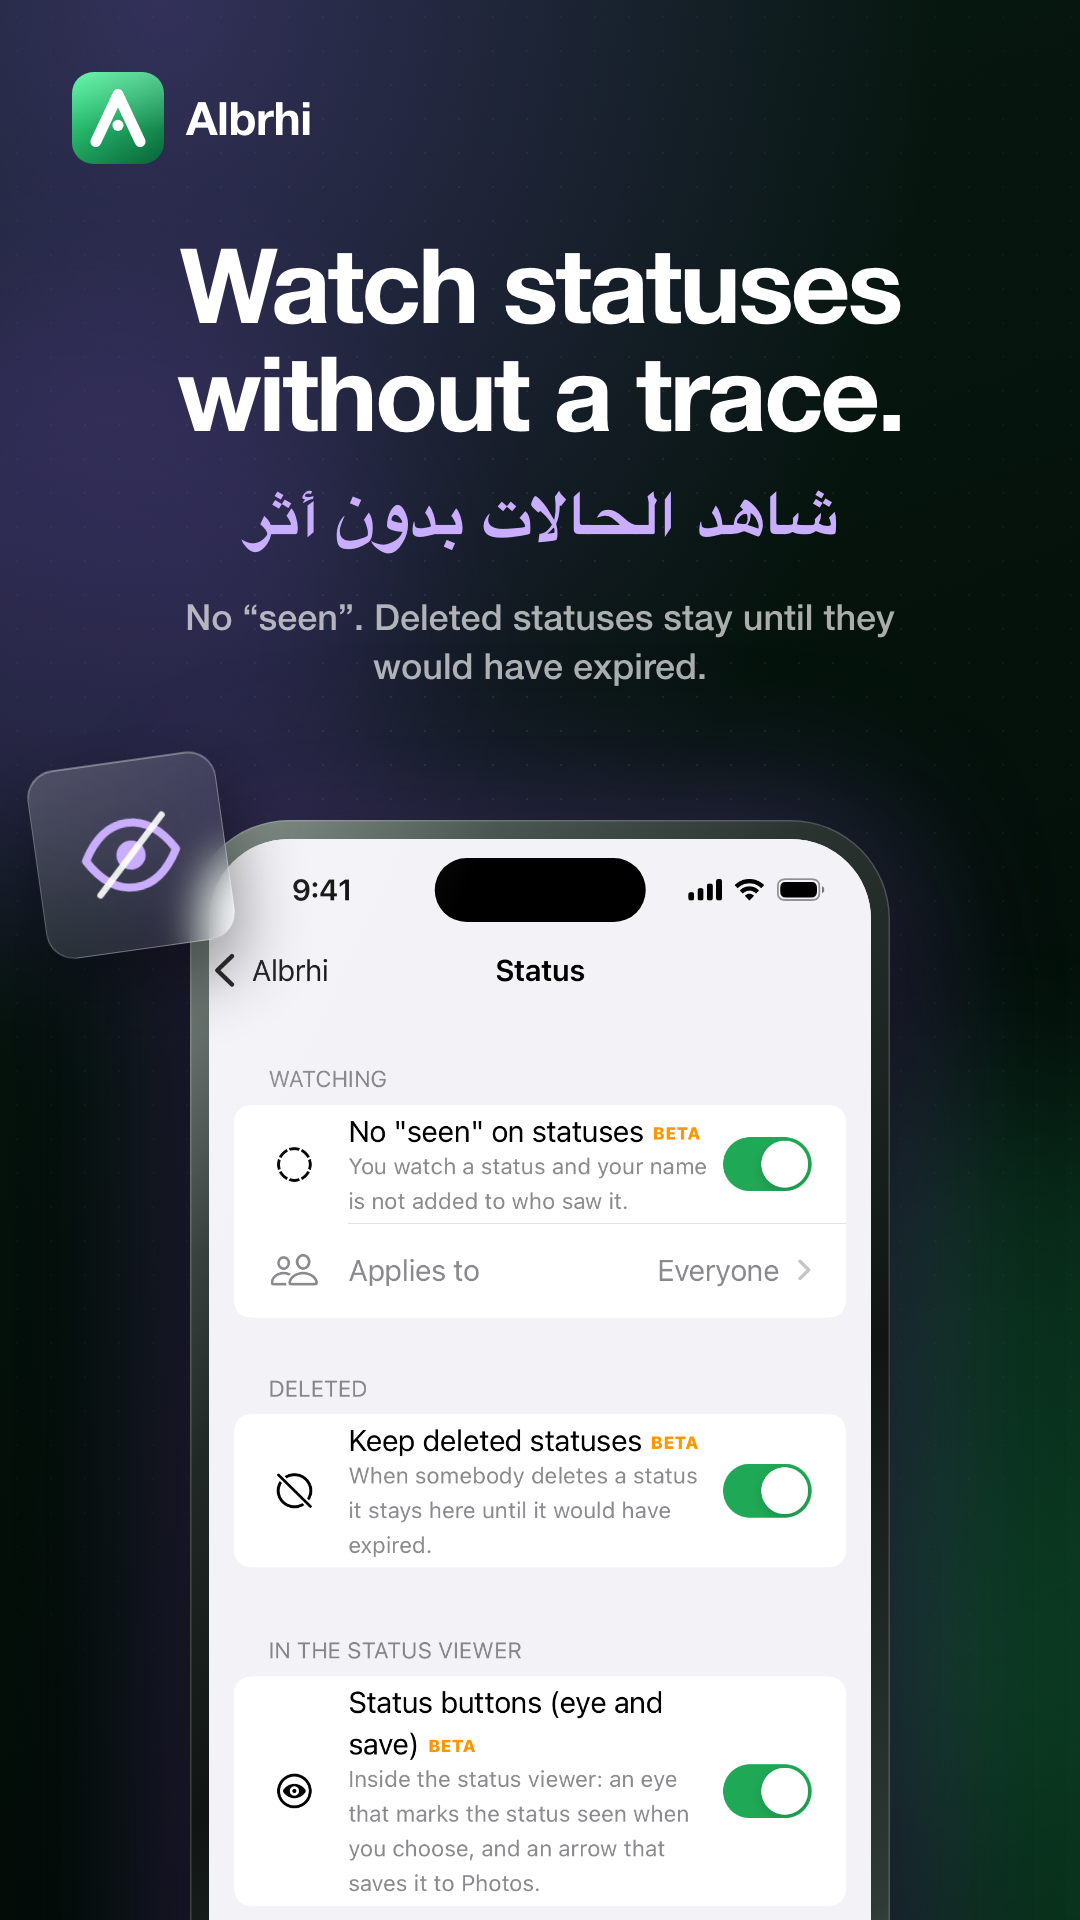 Albrhi
Watch statuses
without a trace.
شاهد الحالات بدون أثر
No “seen”. Deleted statuses stay until they
would have expired.
9:41
Albrhi
Status
WATCHING
No "seen" on statuses BETA
You watch a status and your name
is not added to who saw it.
Applies to
Everyone
DELETED
Keep deleted statuses BETA
When somebody deletes a status
it stays here until it would have
expired.
IN THE STATUS VIEWER
Status buttons (eye and
save) BETA
Inside the status viewer: an eye
that marks the status seen when
you choose, and an arrow that
saves it to Photos.